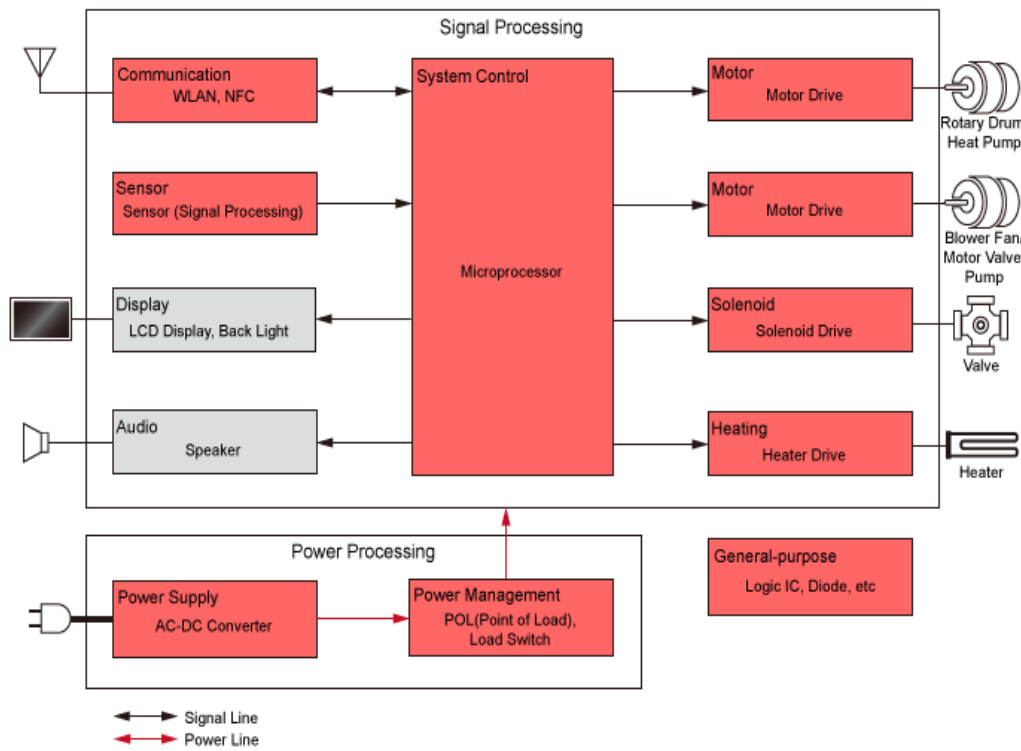 Signal Processing
Communication
WLAN, NFC
System Control
Microprocessor
Motor
Motor Drive
Rotary Drum
Heat Pump
Sensor
Sensor (Signal Processing)
Motor
Motor Drive
Blower Fan/
Motor Valve
Pump
Display
LCD Display, Back Light
Solenoid
Solenoid Drive
Valve
Audio
Speaker
Heating
Heater Drive
Heater
Power Processing
Power Supply
AC-DC Converter
Power Management
POL(Point of Load),
Load Switch
General-purpose
Logic IC, Diode, etc
Signal Line
Power Line